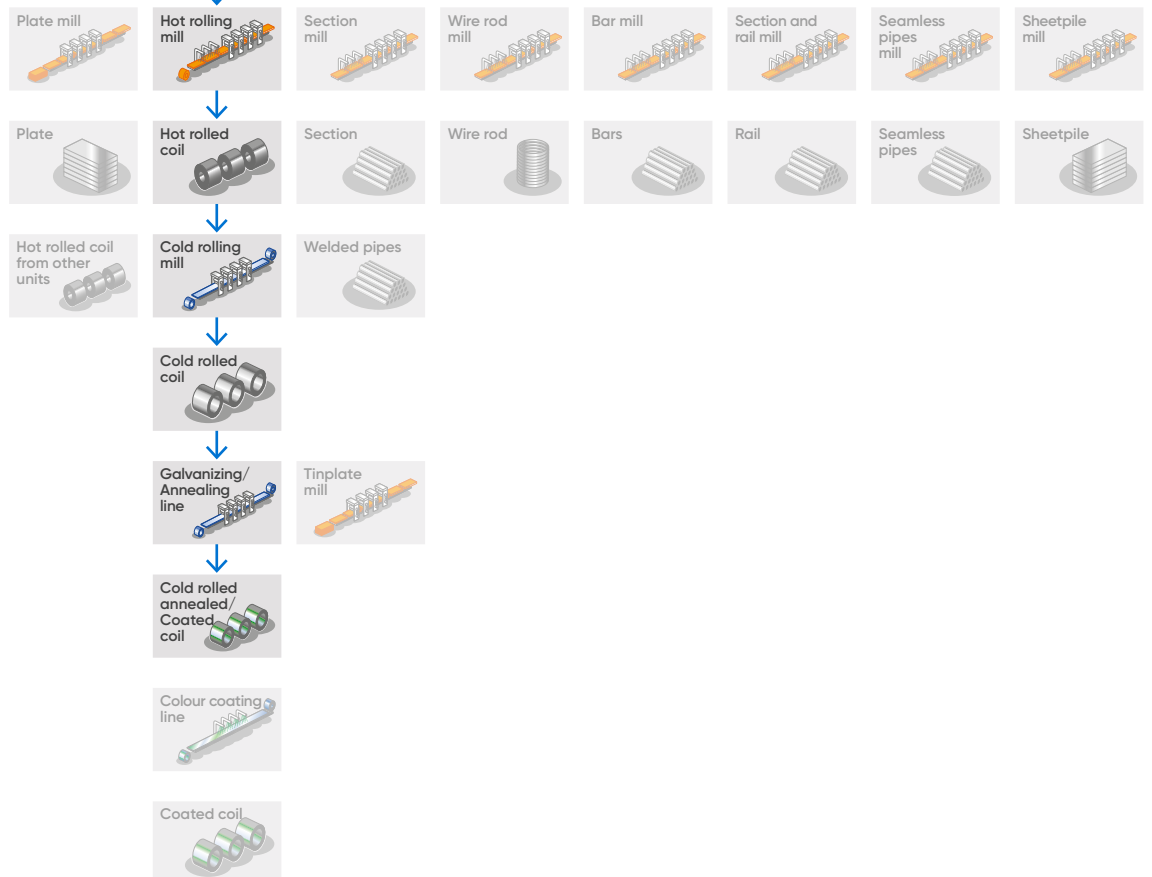 Plate mill
Hot rolling
mill
Section
mill
Wire rod
mill
Bar mill
Section and
rail mill
Seamless
pipes
mill
Sheetpile
mill
Plate
Hot rolled
coil
Section
Wire rod
Bars
Rail
Seamless
pipes
Sheetpile
Hot rolled coil
from other
units
Cold rolling
mill
Welded pipes
Cold rolled
coil
Galvanizing/
Annealing
line
Tinplate
mill
Cold rolled
annealed/
Coated
coil
Colour coating
line
Coated coil